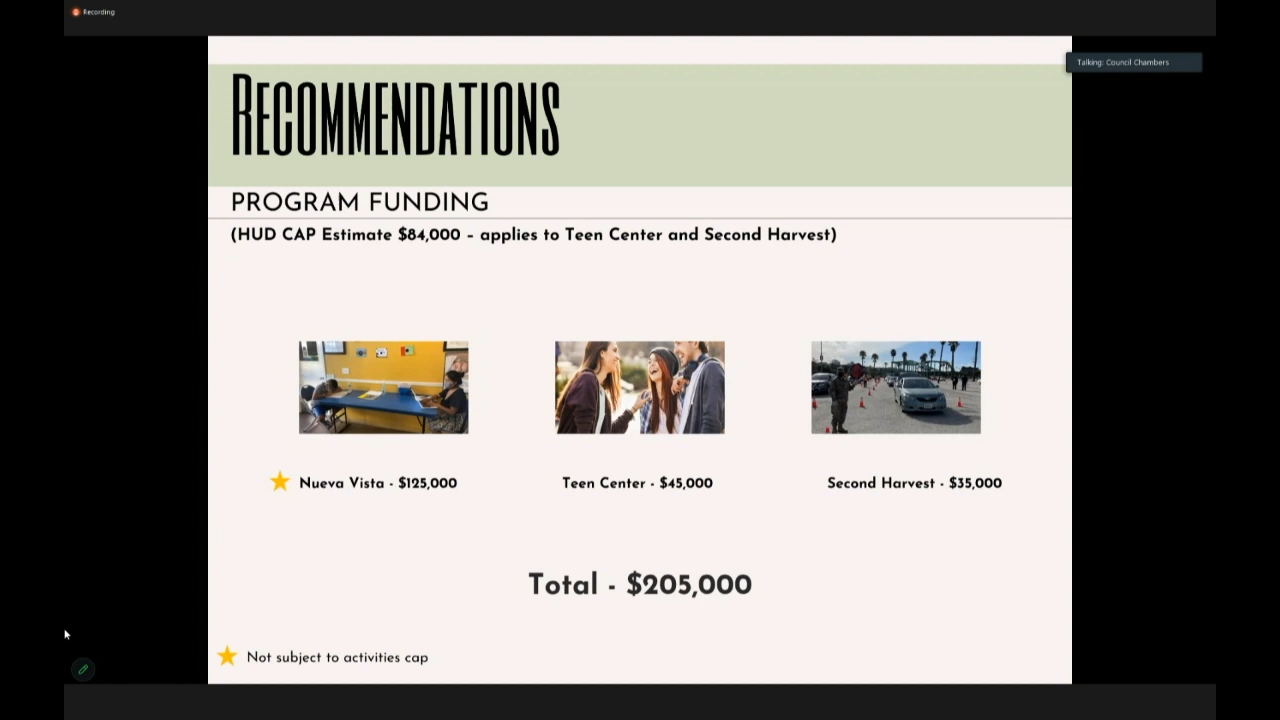 Recording
Talking: Council Chambers
RECOMMENDATIONS
PROGRAM FUNDING
(HUD CAP Estimate $84,000 – applies to Teen Center and Second Harvest)
Nueva Vista - $125,000
Teen Center - $45,000
Second Harvest - $35,000
Total - $205,000
Not subject to activities cap